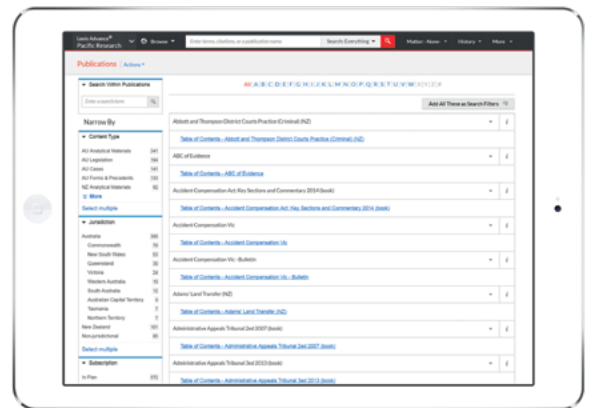 Lexis Advance®
Pacific Research
Browse
Enter terms, citations, or a publication name
Search Everything
Matter: None
History
More
Publications | Actions
Search Within Publications
Enter a search term
Narrow By
Content Type
AU Analytical Materials 341
AU Legislation 194
AU Cases 141
AU Forms & Precedents 133
NZ Analytical Materials 92
More
Select multiple
Jurisdiction
Australia
Commonwealth
New South Wales
Queensland
Victoria
Western Australia
South Australia
Australian Capital Territory
Tasmania
Northern Territory
New Zealand 101
Non-jurisdictional
Select multiple
Subscription
In Plan
All A B C D E F G H I J K L M N O P Q R S T U V W X Y Z #
Add All These as Search Filters
Abbott and Thompson District Courts Practice (Criminal) (NZ)
Table of Contents - Abbott and Thompson District Courts Practice (Criminal) (NZ)
ABC of Evidence
Table of Contents - ABC of Evidence
Accident Compensation Act: Key Sections and Commentary 2014 (book)
Table of Contents - Accident Compensation Act: Key Sections and Commentary 2014 (book)
Accident Compensation Vic
Table of Contents - Accident Compensation Vic
Accident Compensation Vic - Bulletin
Table of Contents - Accident Compensation Vic - Bulletin
Adams' Land Transfer (NZ)
Table of Contents - Adams' Land Transfer (NZ)
Administrative Appeals Tribunal 2ed 2007 (book)
Table of Contents - Administrative Appeals Tribunal 2ed 2007 (book)
Administrative Appeals Tribunal 3ed 2013 (book)
Table of Contents - Administrative Appeals Tribunal 3ed 2013 (book)